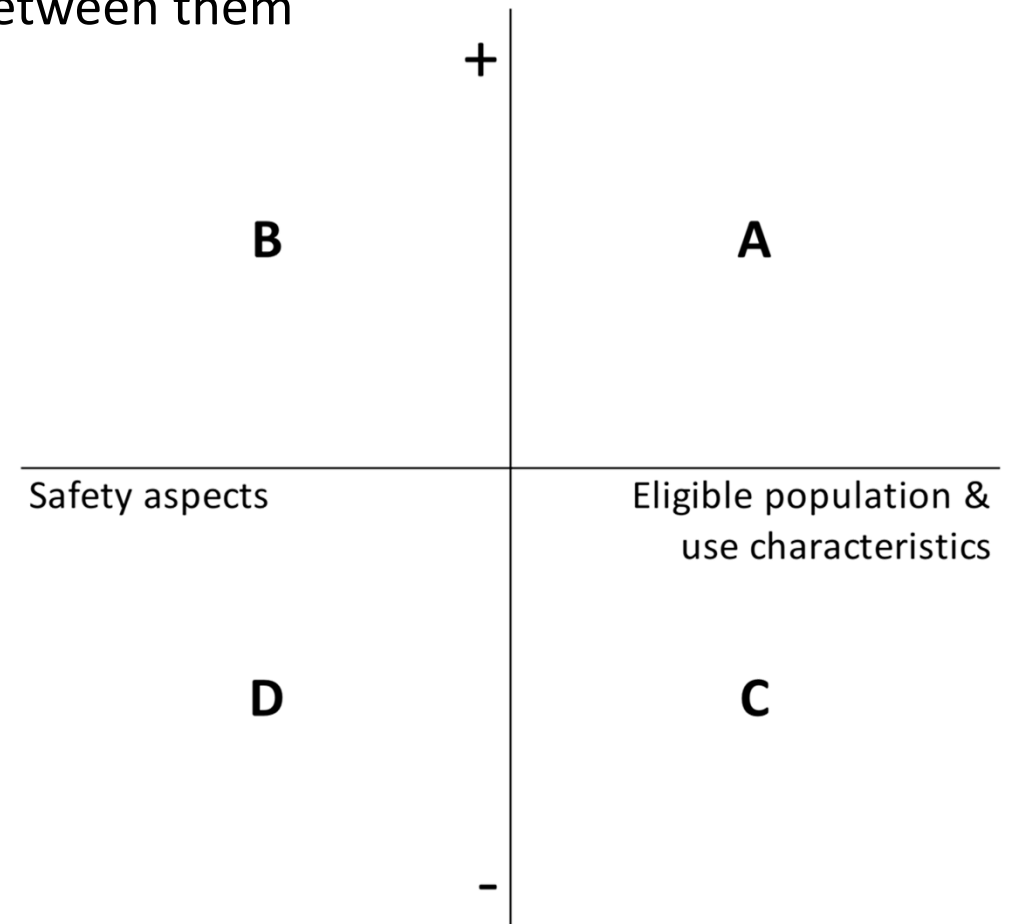 etween them
+
B
A
Safety aspects
Eligible population &
use characteristics
D
C
-